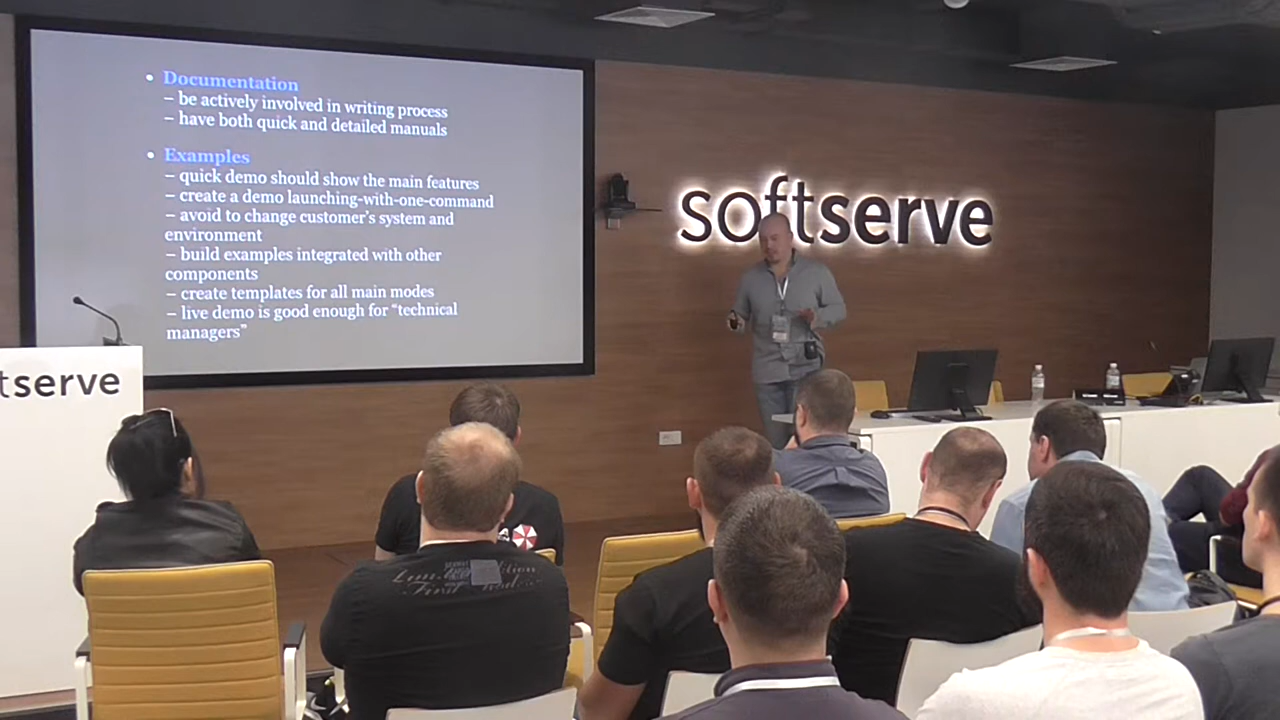 • Documentation
– be actively involved in writing process
– have both quick and detailed manuals
• Examples
– quick demo should show the main features
– create a demo launching-with-one-command
– avoid to change customer's system and
environment
– build examples integrated with other
components
– create templates for all main modes
– live demo is good enough for “technical
managers”
softserve
tserve